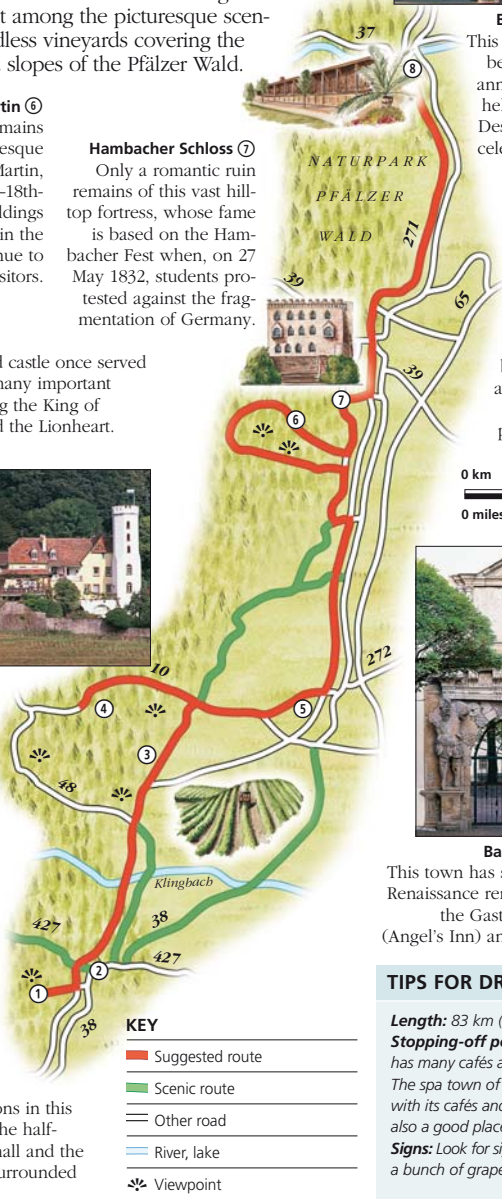 t among the picturesque scen-
dless vineyards covering the
slopes of the Pfälzer Wald.
tin ⑥
mains
esque
Martin,
–18th-
ldings
in the
nue to
sitors.
Hambacher Schloss ⑦
Only a romantic ruin
remains of this vast hill-
top fortress, whose fame
is based on the Ham-
bacher Fest when, on 27
May 1832, students pro-
tested against the frag-
mentation of Germany.
d castle once served
many important
g the King of
d the Lionheart.
This
be
ann
hel
Des
cele
37
⑧
NATURPARK
PFÄLZER
WALD
271
39
65
39
⑦
⑥
a
0 km
0 miles
272
10
④
⑤
③
48
Klingbach
38
427
427
②
①
38
Ba
This town has
Renaissance rer
the Gast
(Angel's Inn) an
TIPS FOR DR
Length: 83 km (
Stopping-off po
has many cafés a
The spa town of
with its cafés and
also a good place
Signs: Look for si
a bunch of grape
KEY
Suggested route
Scenic route
Other road
River, lake
Viewpoint
ons in this
he half-
hall and the
urrounded